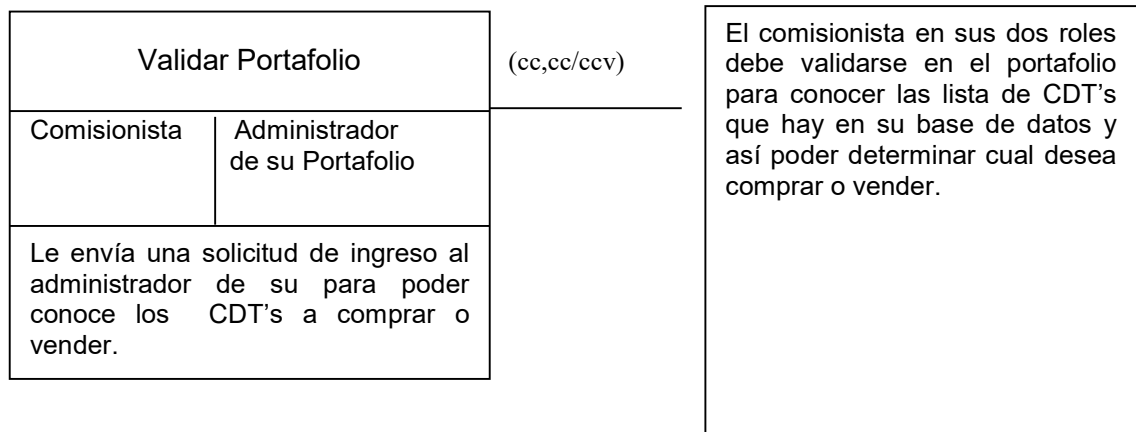 Validar Portafolio
(cc,cc/ccv)
Comisionista
Administrador
de su Portafolio
Le envía una solicitud de ingreso al
administrador de su para poder
conoce los CDT's a comprar o
vender.
El comisionista en sus dos roles
debe validarse en el portafolio
para conocer las lista de CDT's
que hay en su base de datos y
así poder determinar cual desea
comprar o vender.